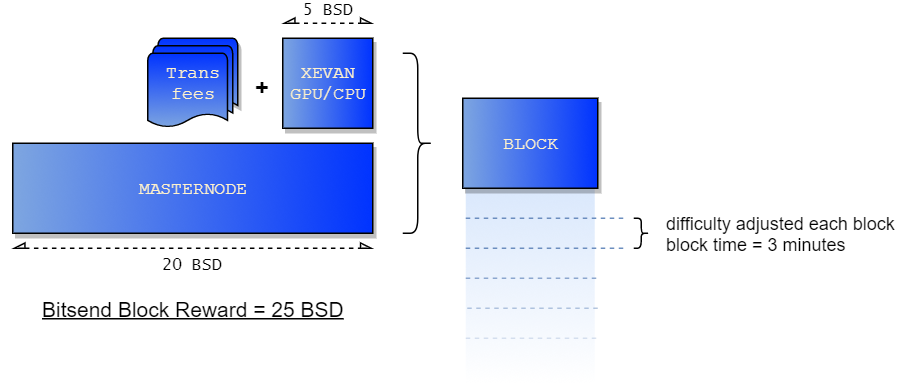 5 BSD
Trans
fees
+
XEVAN
GPU/CPU
MASTERNODE
20 BSD
Bitsend Block Reward = 25 BSD
BLOCK
difficulty adjusted each block
block time = 3 minutes